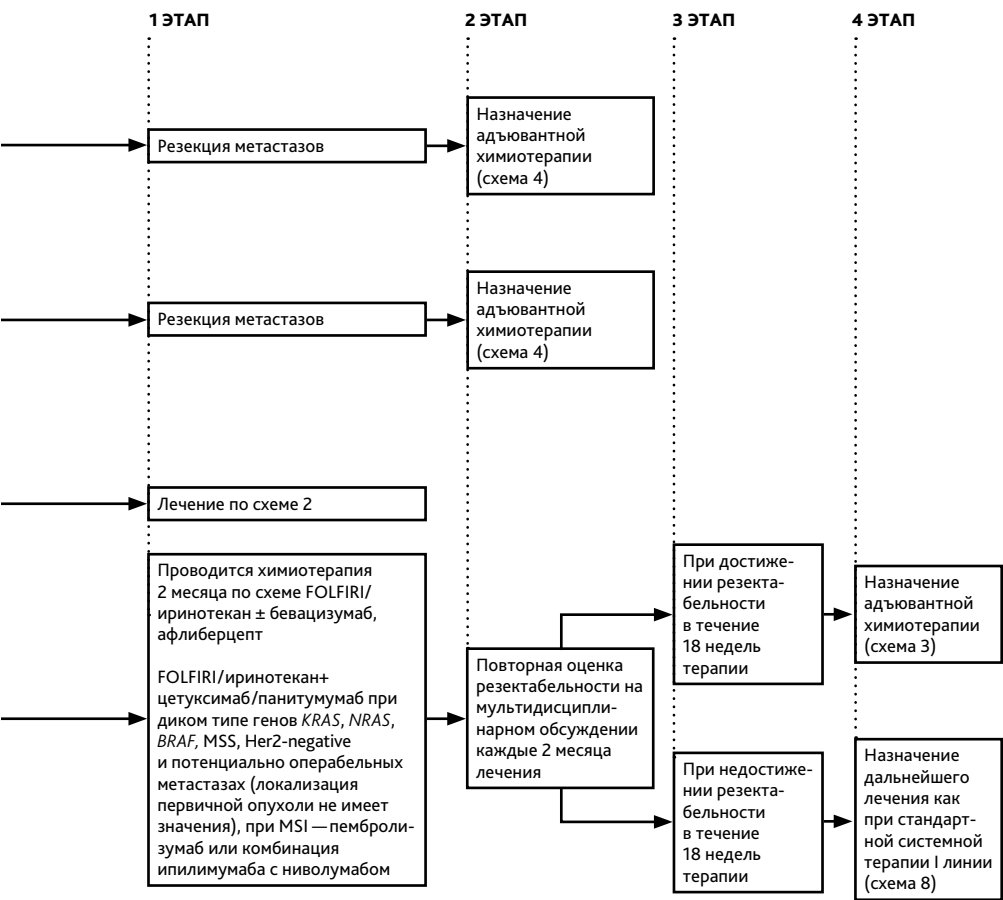 1 ЭТАП
2 ЭТАП
3 ЭТАП
4 ЭТАП
Резекция метастазов
Назначение
адъювантной
химиотерапии
(схема 4)
Резекция метастазов
Назначение
адъювантной
химиотерапии
(схема 4)
Лечение по схеме 2
Проводится химиотерапия
2 месяца по схеме FOLFIRI/
иринотекан ± бевацизумаб,
афлиберцепт
FOLFIRI/иринотекан+
цетуксимаб/панитумумаб при
диком типе генов KRAS, NRAS,
BRAF, MSS, Her2-negative
и потенциально операбельных
метастазах (локализация
первичной опухоли не имеет
значения), при MSI — пемброли-
зумаб или комбинация
ипилимумаба с ниволумабом
Повторная оценка
резектабельности на
мультидисципли-
нарном обсуждении
каждые 2 месяца
лечения
При достиже-
нии резекта-
бельности
в течение
18 недель
терапии
Назначение
адъювантной
химиотерапии
(схема 3)
При недостиже-
нии резекта-
бельности
в течение
18 недель
терапии
Назначение
дальнейшего
лечения как
при стандарт-
ной системной
терапии I линии
(схема 8)